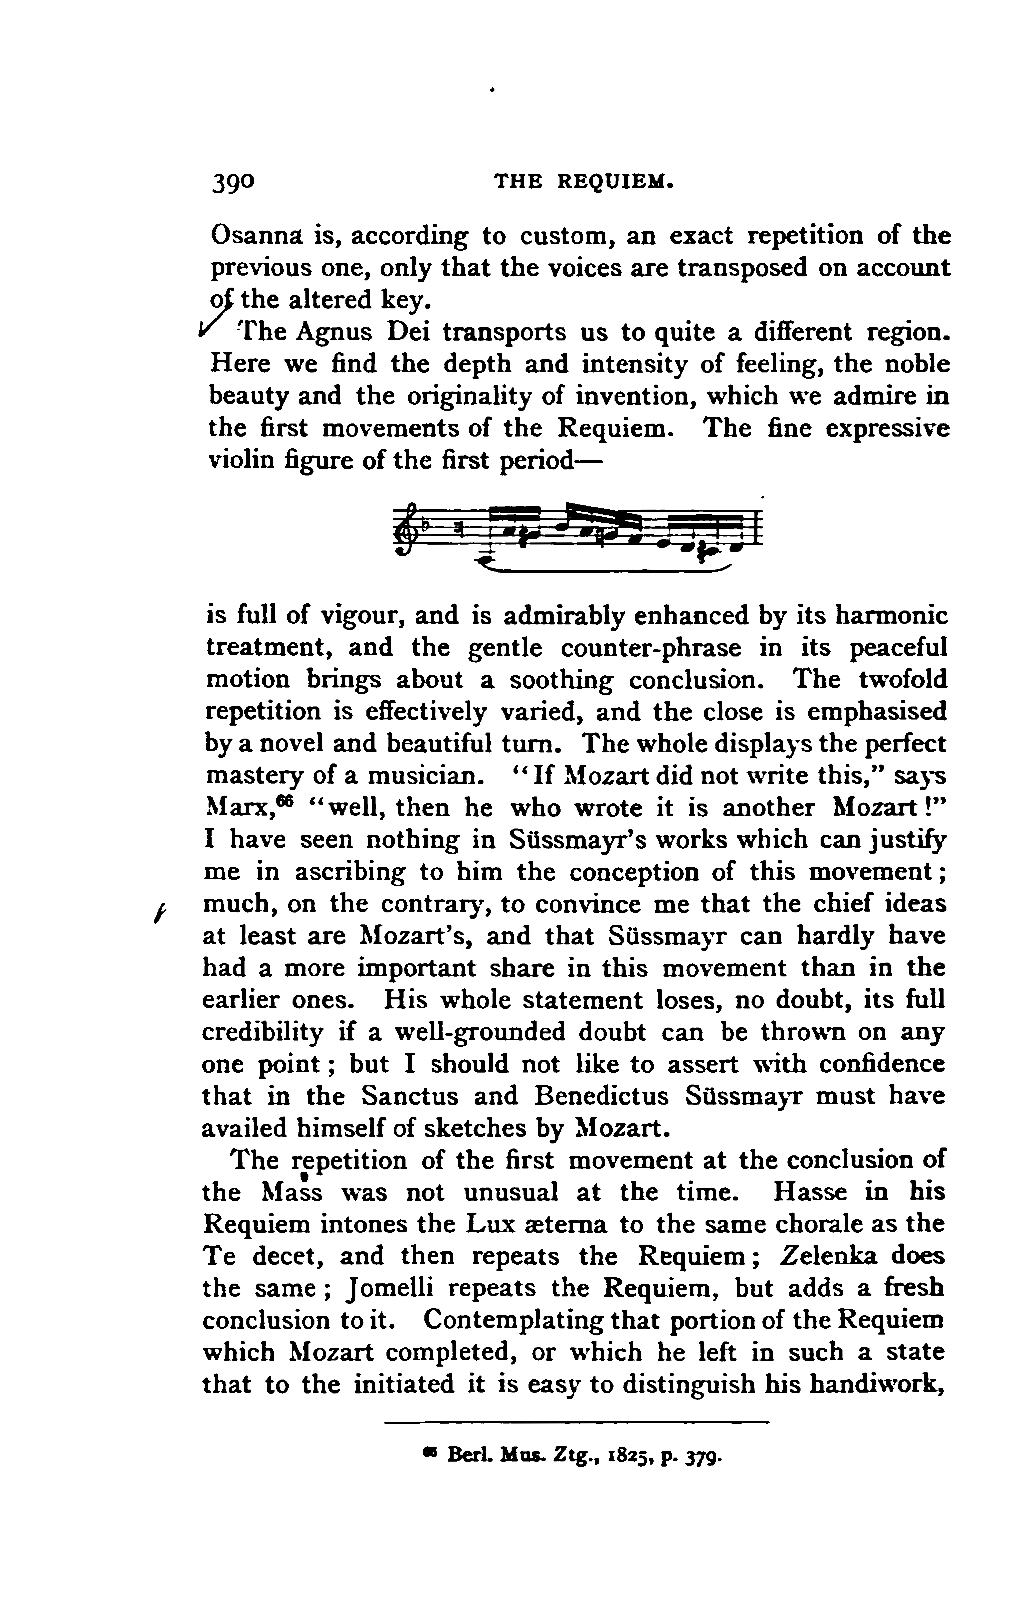 390 THE REQUIEM.
Osanna is, according to custom, an exact repetition of the
previous one, only that the voices are transposed on account
of the altered key.
The Agnus Dei transports us to quite a different region.
Here we find the depth and intensity of feeling, the noble
beauty and the originality of invention, which we admire in
the first movements of the Requiem. The fine expressive
violin figure of the first period—
is full of vigour, and is admirably enhanced by its harmonic
treatment, and the gentle counter-phrase in its peaceful
motion brings about a soothing conclusion. The twofold
repetition is effectively varied, and the close is emphasised
by a novel and beautiful turn. The whole displays the perfect
mastery of a musician. “If Mozart did not write this,” says
Marx,⁶⁶ “well, then he who wrote it is another Mozart!”
I have seen nothing in Süssmayr's works which can justify
me in ascribing to him the conception of this movement;
much, on the contrary, to convince me that the chief ideas
at least are Mozart's, and that Süssmayr can hardly have
had a more important share in this movement than in the
earlier ones. His whole statement loses, no doubt, its full
credibility if a well-grounded doubt can be thrown on any
one point; but I should not like to assert with confidence
that in the Sanctus and Benedictus Süssmayr must have
availed himself of sketches by Mozart.
The repetition of the first movement at the conclusion of
the Mass was not unusual at the time. Hasse in his
Requiem intones the Lux æterna to the same chorale as the
Te decet, and then repeats the Requiem; Zelenka does
the same; Jomelli repeats the Requiem, but adds a fresh
conclusion to it. Contemplating that portion of the Requiem
which Mozart completed, or which he left in such a state
that to the initiated it is easy to distinguish his handiwork,
⁶⁶ Berl. Mus. Ztg., 1825, p. 379.